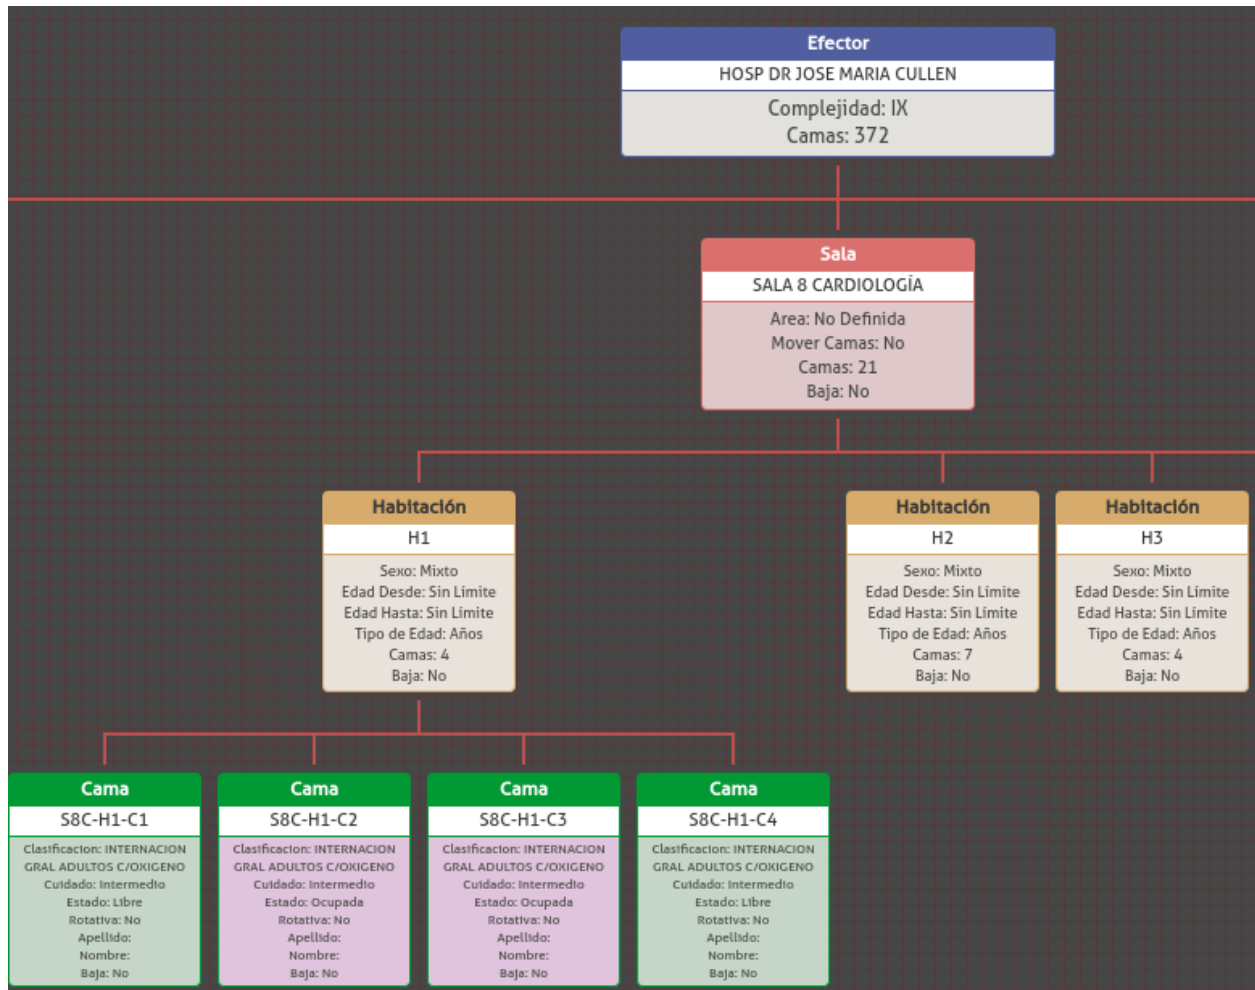 Efector
HOSP DR JOSE MARIA CULLEN
Complejidad: IX
Camas: 372
Sala
SALA 8 CARDIOLOGÍA
Area: No Definida
Mover Camas: No
Camas: 21
Baja: No
Habitación
H1
Sexo: Mixto
Edad Desde: Sin Límite
Edad Hasta: Sin Límite
Tipo de Edad: Años
Camas: 4
Baja: No
Habitación
H2
Sexo: Mixto
Edad Desde: Sin Límite
Edad Hasta: Sin Límite
Tipo de Edad: Años
Camas: 7
Baja: No
Habitación
H3
Sexo: Mixto
Edad Desde: Sin Límite
Edad Hasta: Sin Límite
Tipo de Edad: Años
Camas: 4
Baja: No
Cama
S8C-H1-C1
Clasificacion: INTERNACION
GRAL ADULTOS C/OXIGENO
Cuidado: Intermedio
Estado: Libre
Rotativa: No
Apellido:
Nombre:
Baja: No
Cama
S8C-H1-C2
Clasificacion: INTERNACION
GRAL ADULTOS C/OXIGENO
Cuidado: Intermedio
Estado: Ocupada
Rotativa: No
Apellido:
Nombre:
Baja: No
Cama
S8C-H1-C3
Clasificacion: INTERNACION
GRAL ADULTOS C/OXIGENO
Cuidado: Intermedio
Estado: Ocupada
Rotativa: No
Apellido:
Nombre:
Baja: No
Cama
S8C-H1-C4
Clasificacion: INTERNACION
GRAL ADULTOS C/OXIGENO
Cuidado: Intermedio
Estado: Libre
Rotativa: No
Apellido:
Nombre:
Baja: No